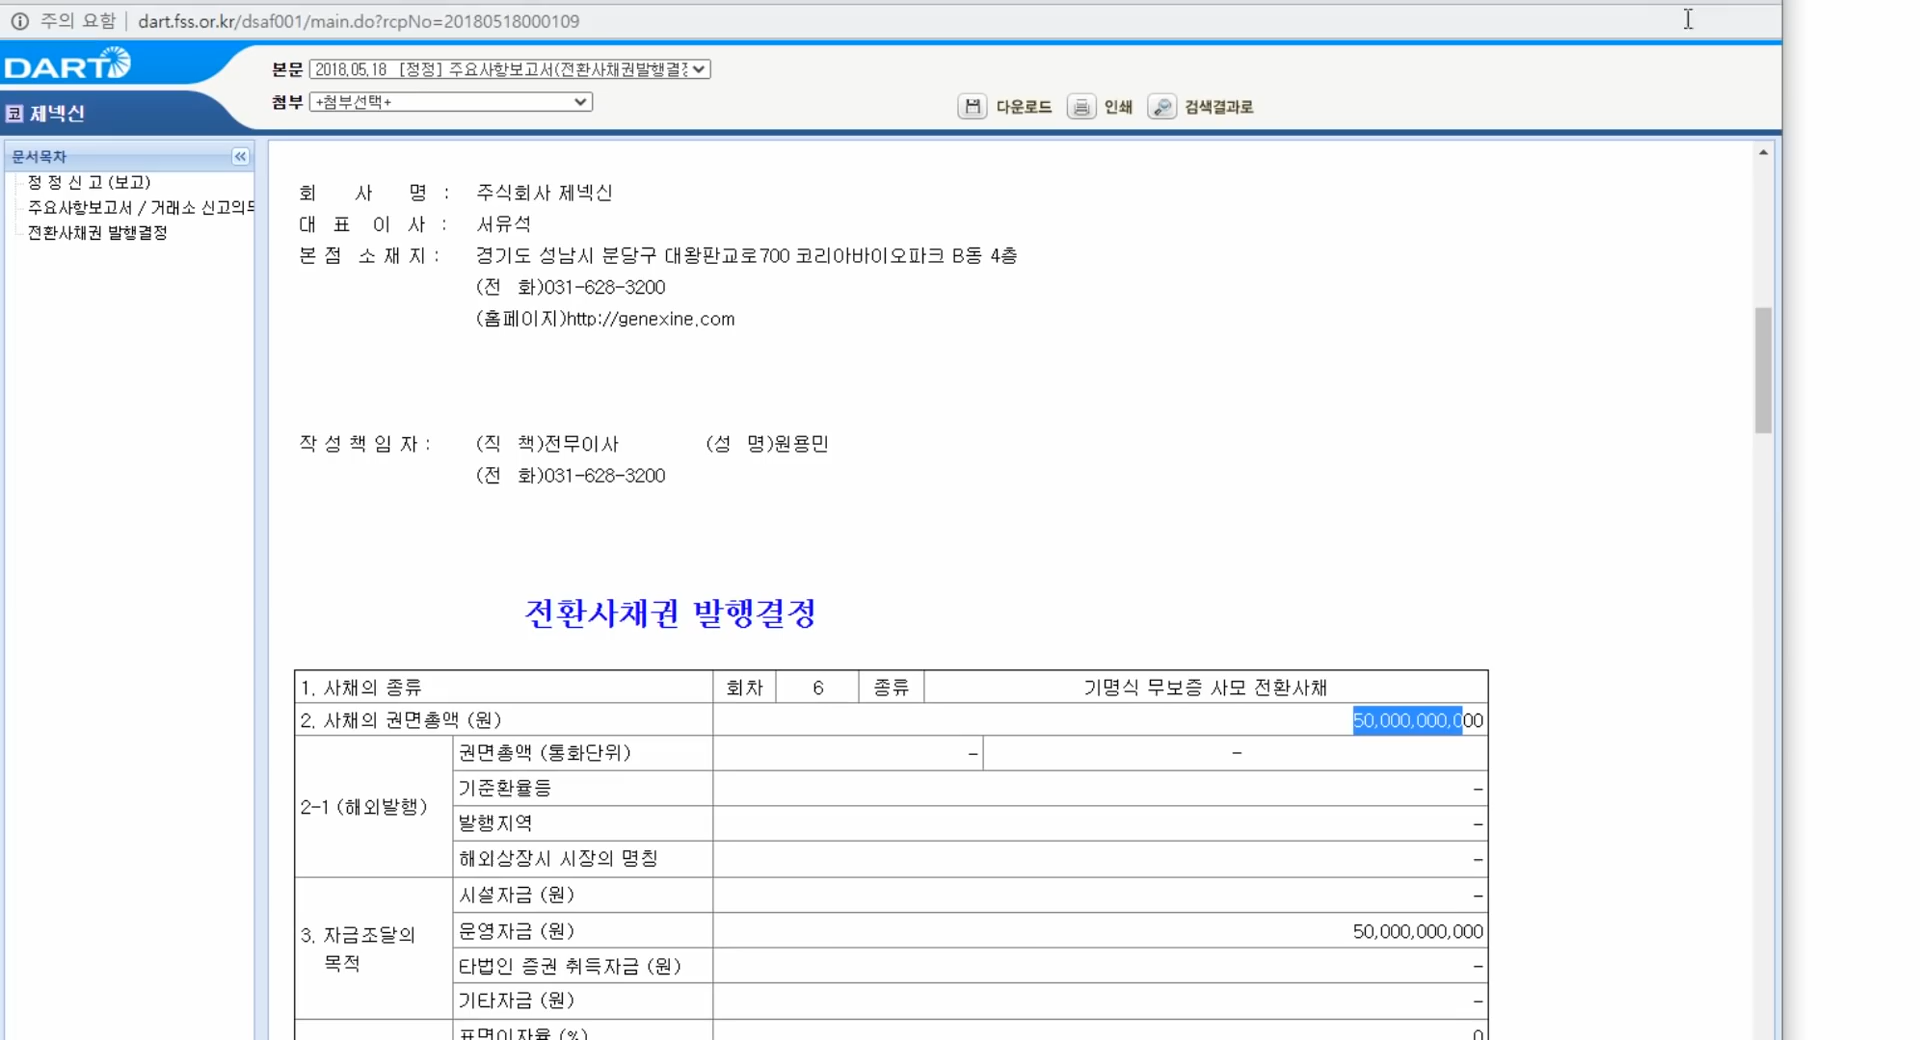 주의 요함 | dart.fss.or.kr/dsaf001/main.do?rcpNo=20180518000109
DART
본문 2018.05.18 [정정] 주요사항보고서(전환사채권발행결정
첨부 +첨부선택+
다운로드 인쇄 검색결과로
코 제넥신
문서목차
정 정 신 고 (보고)
주요사항보고서 / 거래소 신고의무
전환사채권 발행결정
회 사 명 : 주식회사 제넥신
대 표 이 사 : 서유석
본 점 소 재 지 : 경기도 성남시 분당구 대왕판교로700 코리아바이오파크 B동 4층
(전 화)031-628-3200
(홈페이지)http://genexine.com
작 성 책 임 자 : (직 책)전무이사 (성 명)원용민
(전 화)031-628-3200
전환사채권 발행결정
1. 사채의 종류 회차 6 종류 기명식 무보증 사모 전환사채
2. 사채의 권면총액 (원) 50,000,000,000
2-1 (해외발행)
권면총액 (통화단위) - -
기준환율등 -
발행지역 -
해외상장시 시장의 명칭 -
3. 자금조달의 목적
시설자금 (원) -
운영자금 (원) 50,000,000,000
타법인 증권 취득자금 (원) -
기타자금 (원) -
표면이자율 (%) 0